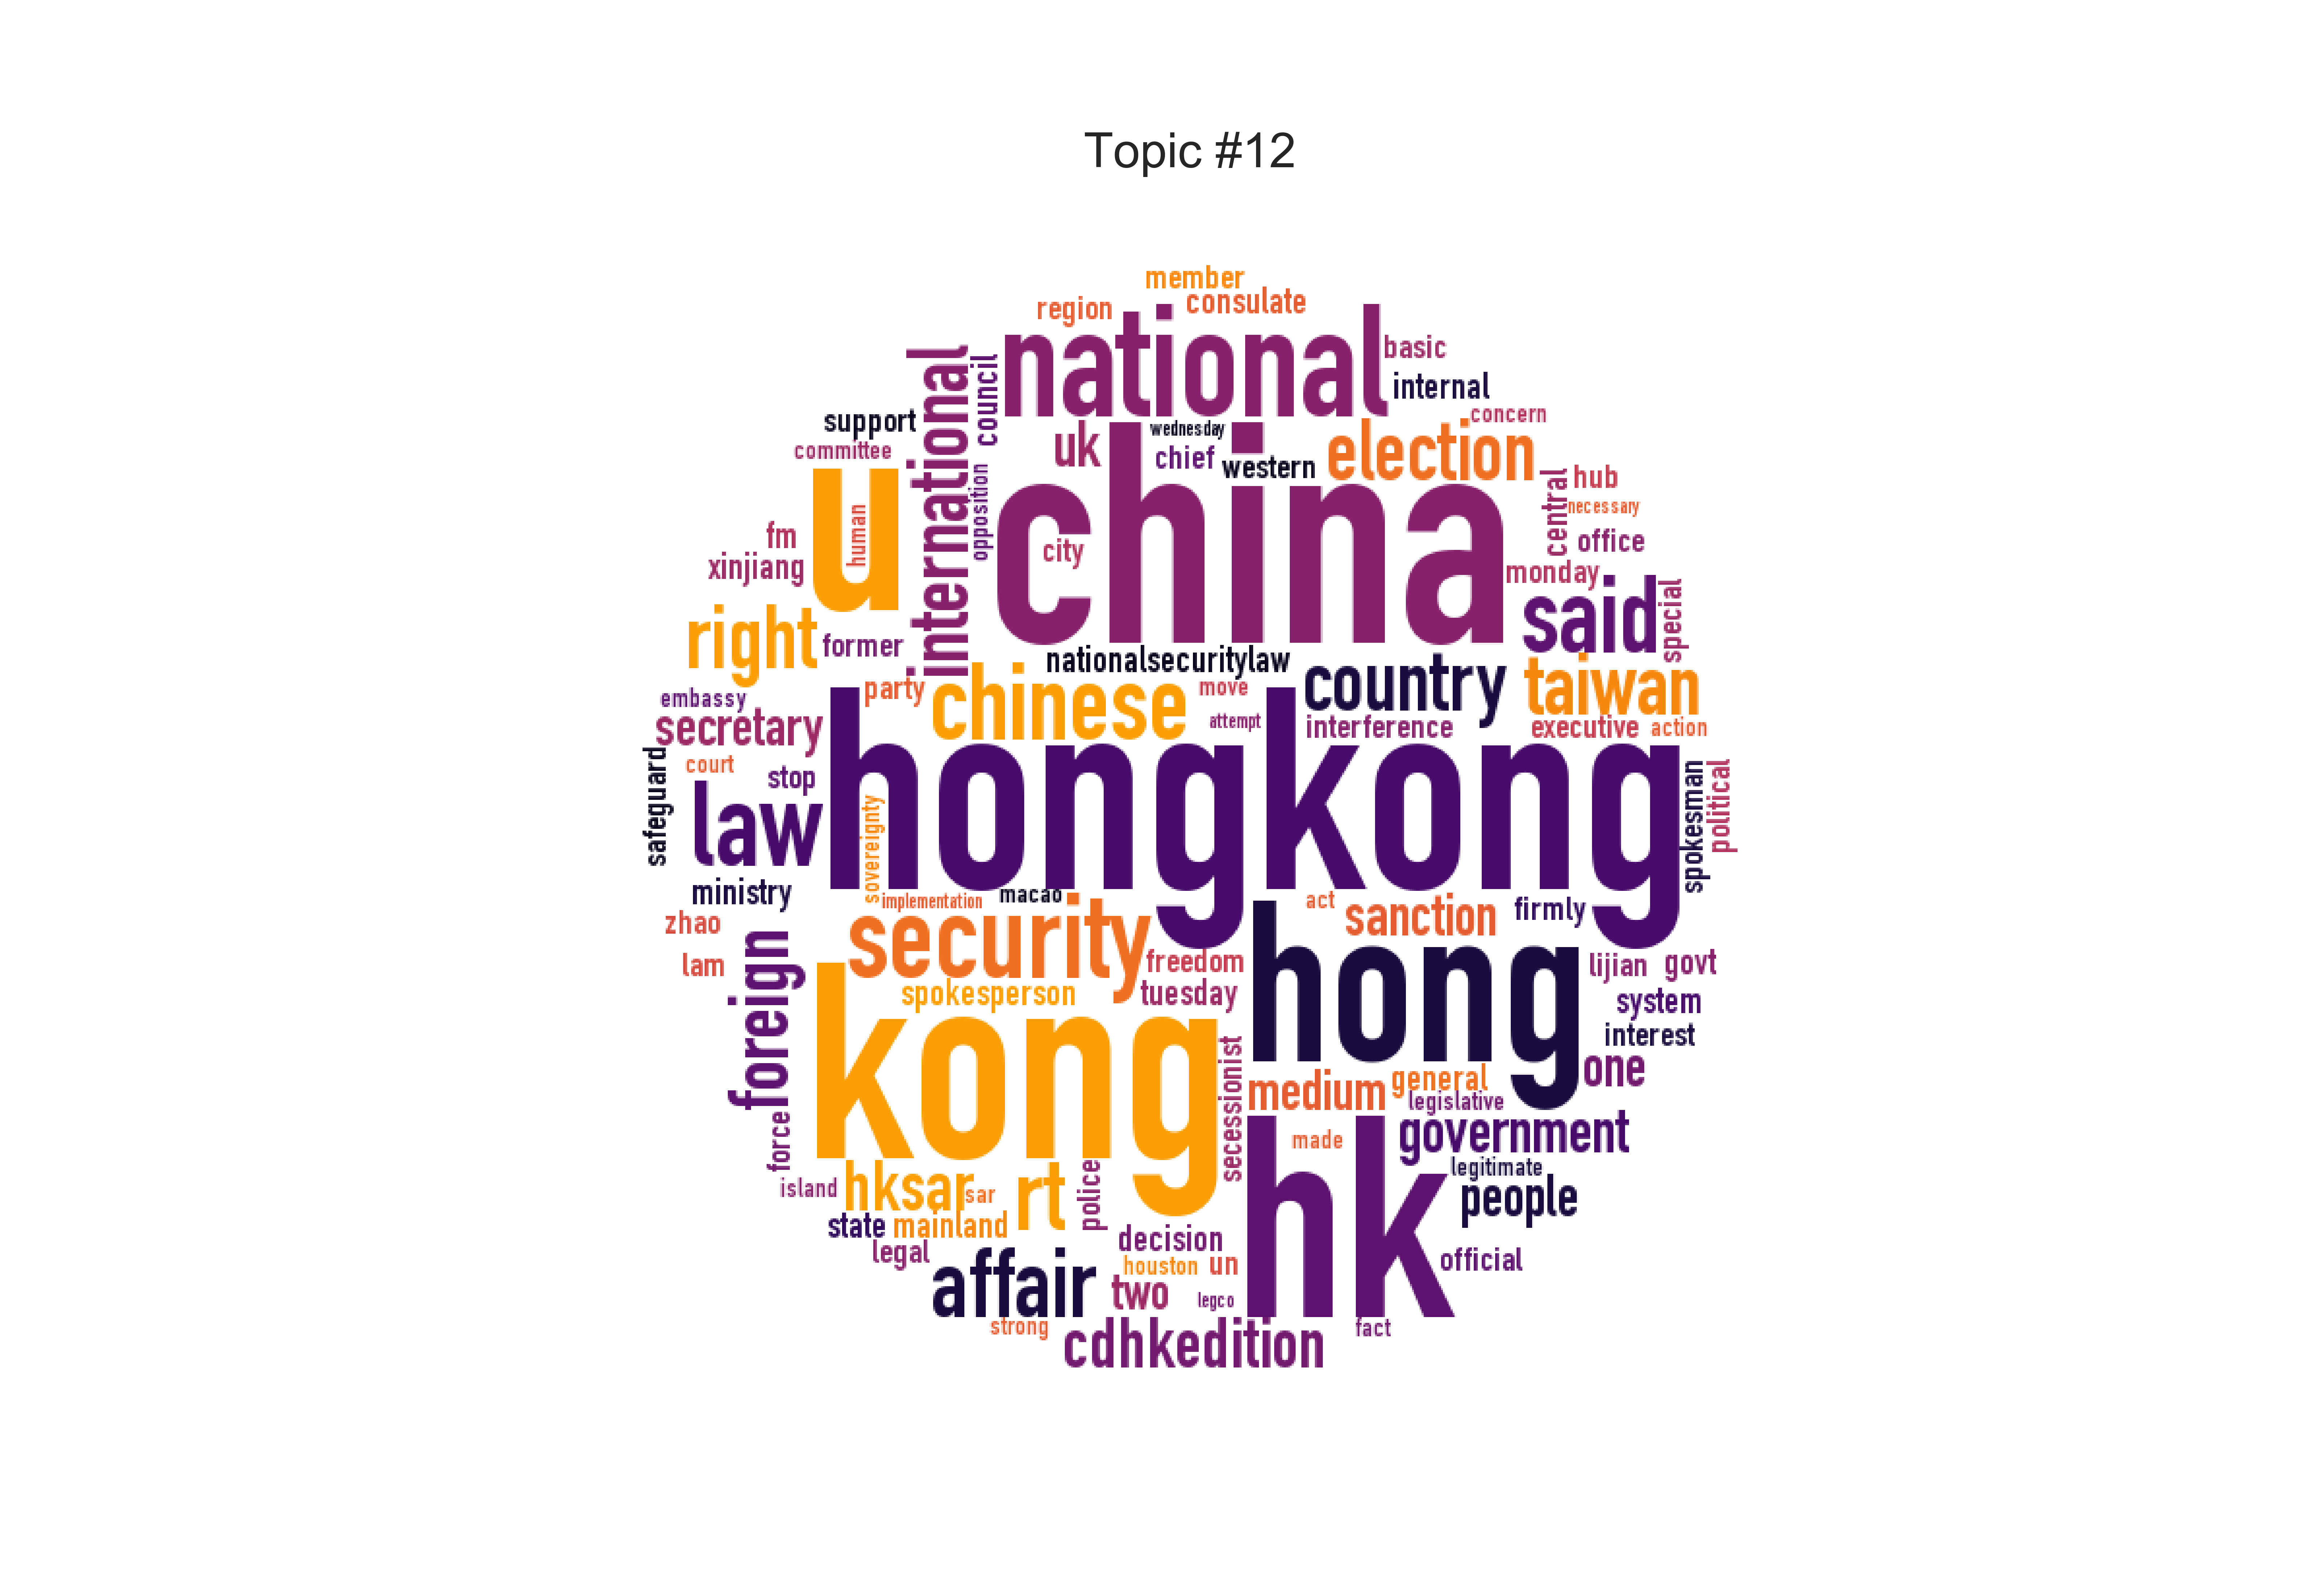 Topic #12
member
region
consulate
national
basic
internal
international
council
support
concern
committee
uk
wednesday
chief
western
election
u
human
opposition
china
city
central
hub
necessary
office
fm
xinjiang
monday
said
special
right
former
nationalsecuritylaw
country
taiwan
party
chinese
move
attempt
interference
executive
action
embassy
secretary
court
stop
safeguard
law
hongkong
sovereignty
spokesman
political
ministry
implementation
macao
act
sanction
firmly
zhao
lam
security
freedom
hong
lijian
govt
foreign
spokesperson
tuesday
system
interest
kong
secessionist
medium
general
one
legislative
government
force
made
hk
legitimate
people
island
hksar
sar
rt
police
state
mainland
legal
decision
official
affair
houston
un
two
legco
strong
cdhkedition
fact